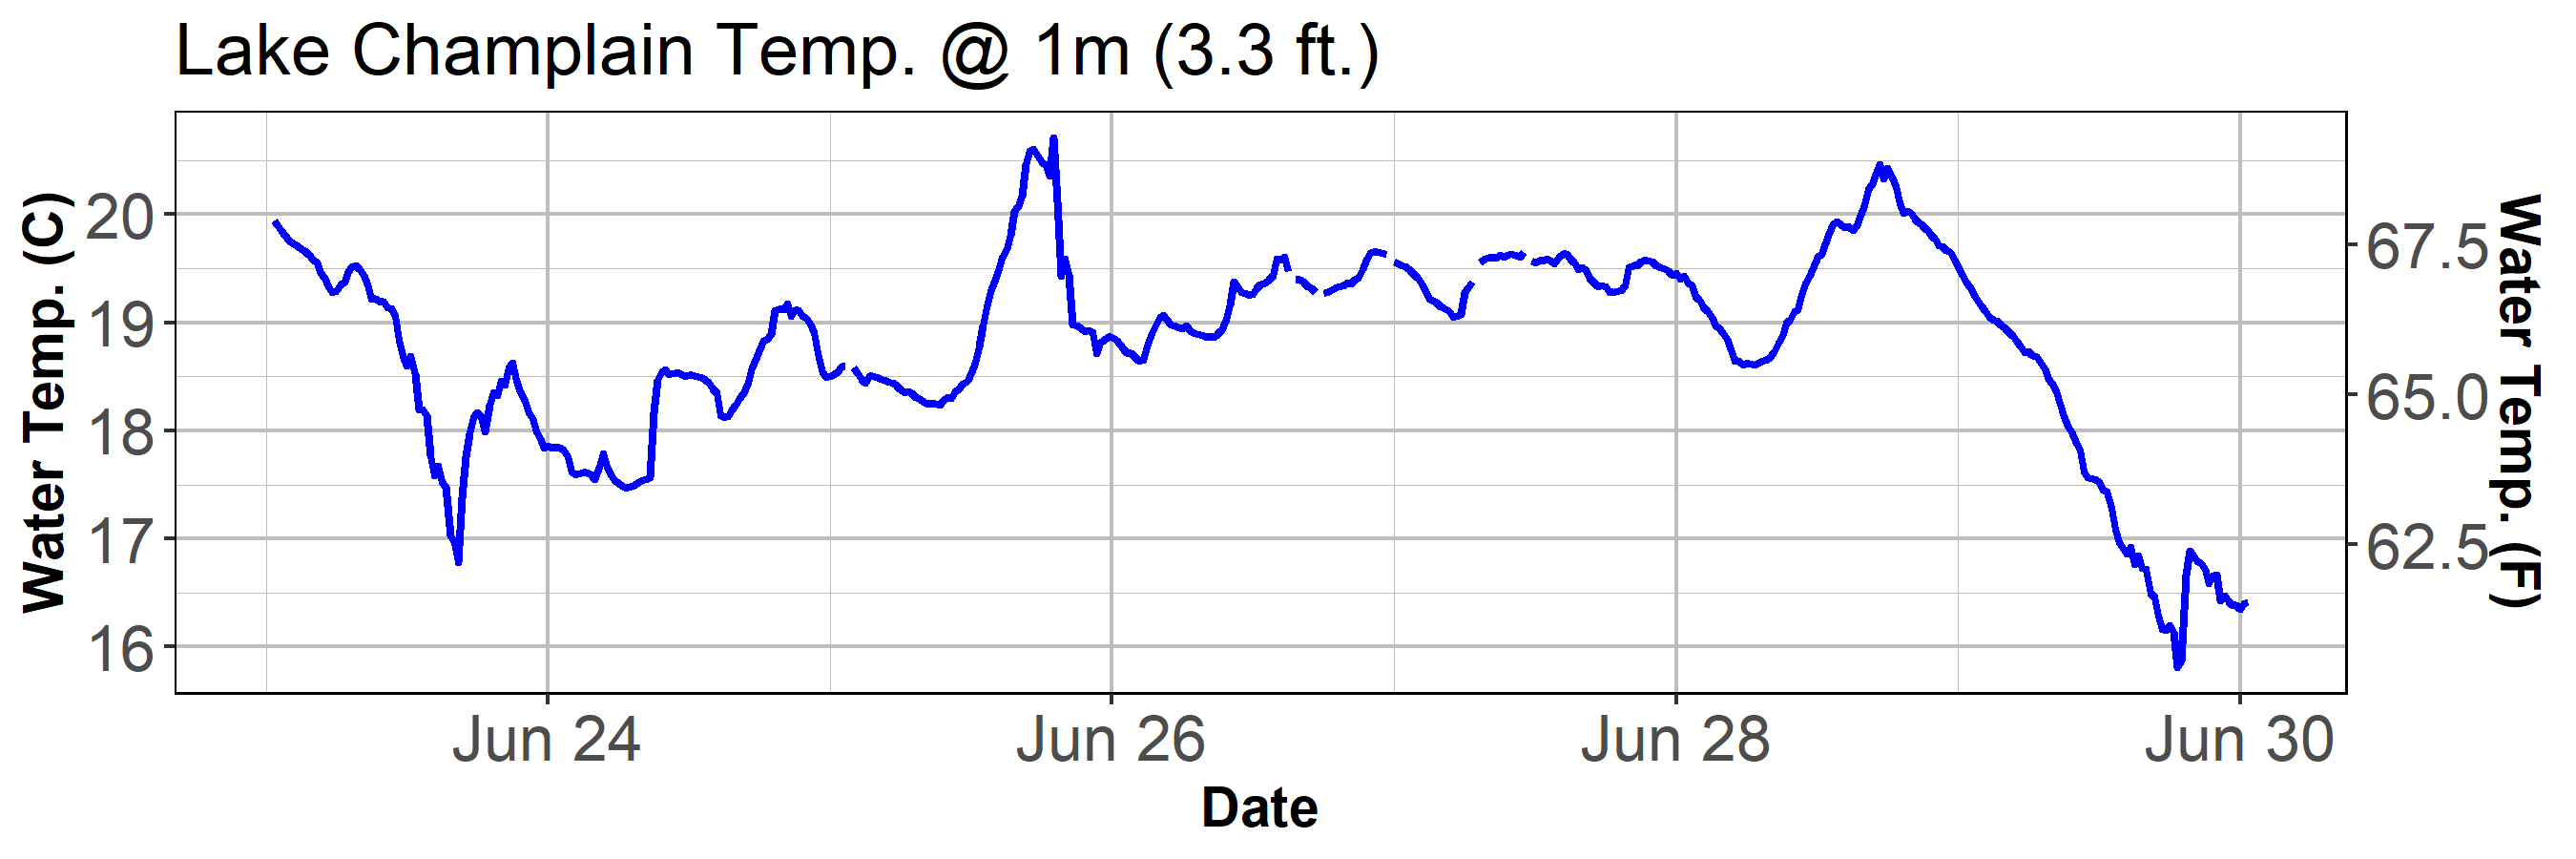 Lake Champlain Temp. @ 1m (3.3 ft.)
Water Temp. (C)
20
19
18
17
16
67.5
65.0
62.5
Water Temp. (F)
Jun 24
Jun 26
Jun 28
Jun 30
Date